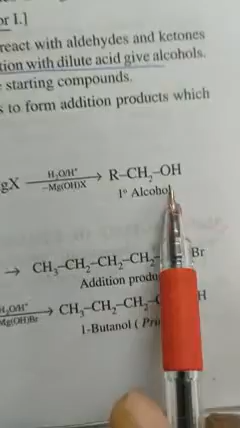 or I.]
react with aldehydes and ketones
tion with dilute acid give alcohols.
starting compounds.
s to form addition products which
gX H₂O/H⁺ –Mg(OH)X → R–CH₂–OH
1° Alcohol
→ CH₃–CH₂–CH₂–CH₂– Br
Addition
H₂O/H⁺ Mg(OH)Br → CH₃–CH₂–CH₂– H
1-Butanol (